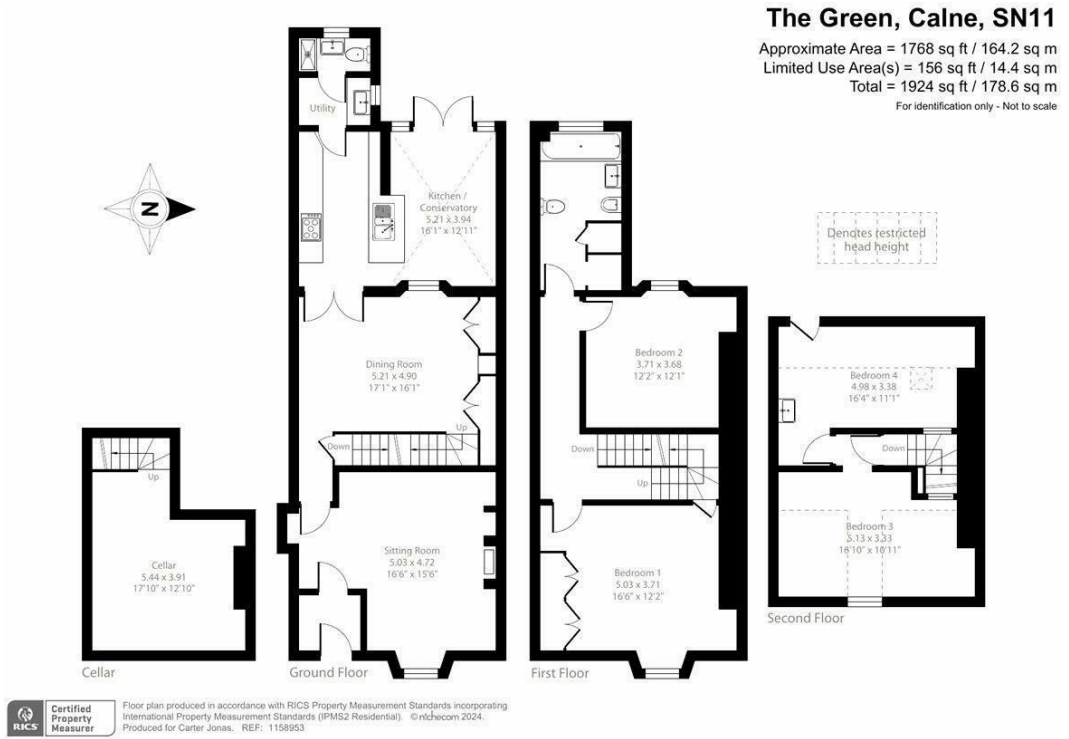 The Green, Calne, SN11
Approximate Area = 1768 sq ft / 164.2 sq m
Limited Use Area(s) = 156 sq ft / 14.4 sq m
Total = 1924 sq ft / 178.6 sq m
For identification only - Not to scale
Utility
N
Kitchen /
Conservatory
5.21 x 3.94
16'1" x 12'11"
Denotes restricted
head height
Dining Room
5.21 x 4.90
17'1" x 16'1"
Up
Down
Bedroom 2
3.71 x 3.68
12'2" x 12'1"
Down
Up
Bedroom 4
4.98 x 3.38
16'4" x 11'1"
Down
Up
Cellar
5.44 x 3.91
17'10" x 12'10"
Sitting Room
5.03 x 4.72
16'6" x 15'6"
Bedroom 1
5.03 x 3.71
16'6" x 12'2"
Bedroom 3
5.13 x 3.33
16'10" x 10'11"
Second Floor
Cellar
Ground Floor
First Floor
RICS
Certified
Property
Measurer
Floor plan produced in accordance with RICS Property Measurement Standards incorporating
International Property Measurement Standards (IPMS2 Residential). ©nichecom 2024.
Produced for Carter Jonas. REF: 1158953